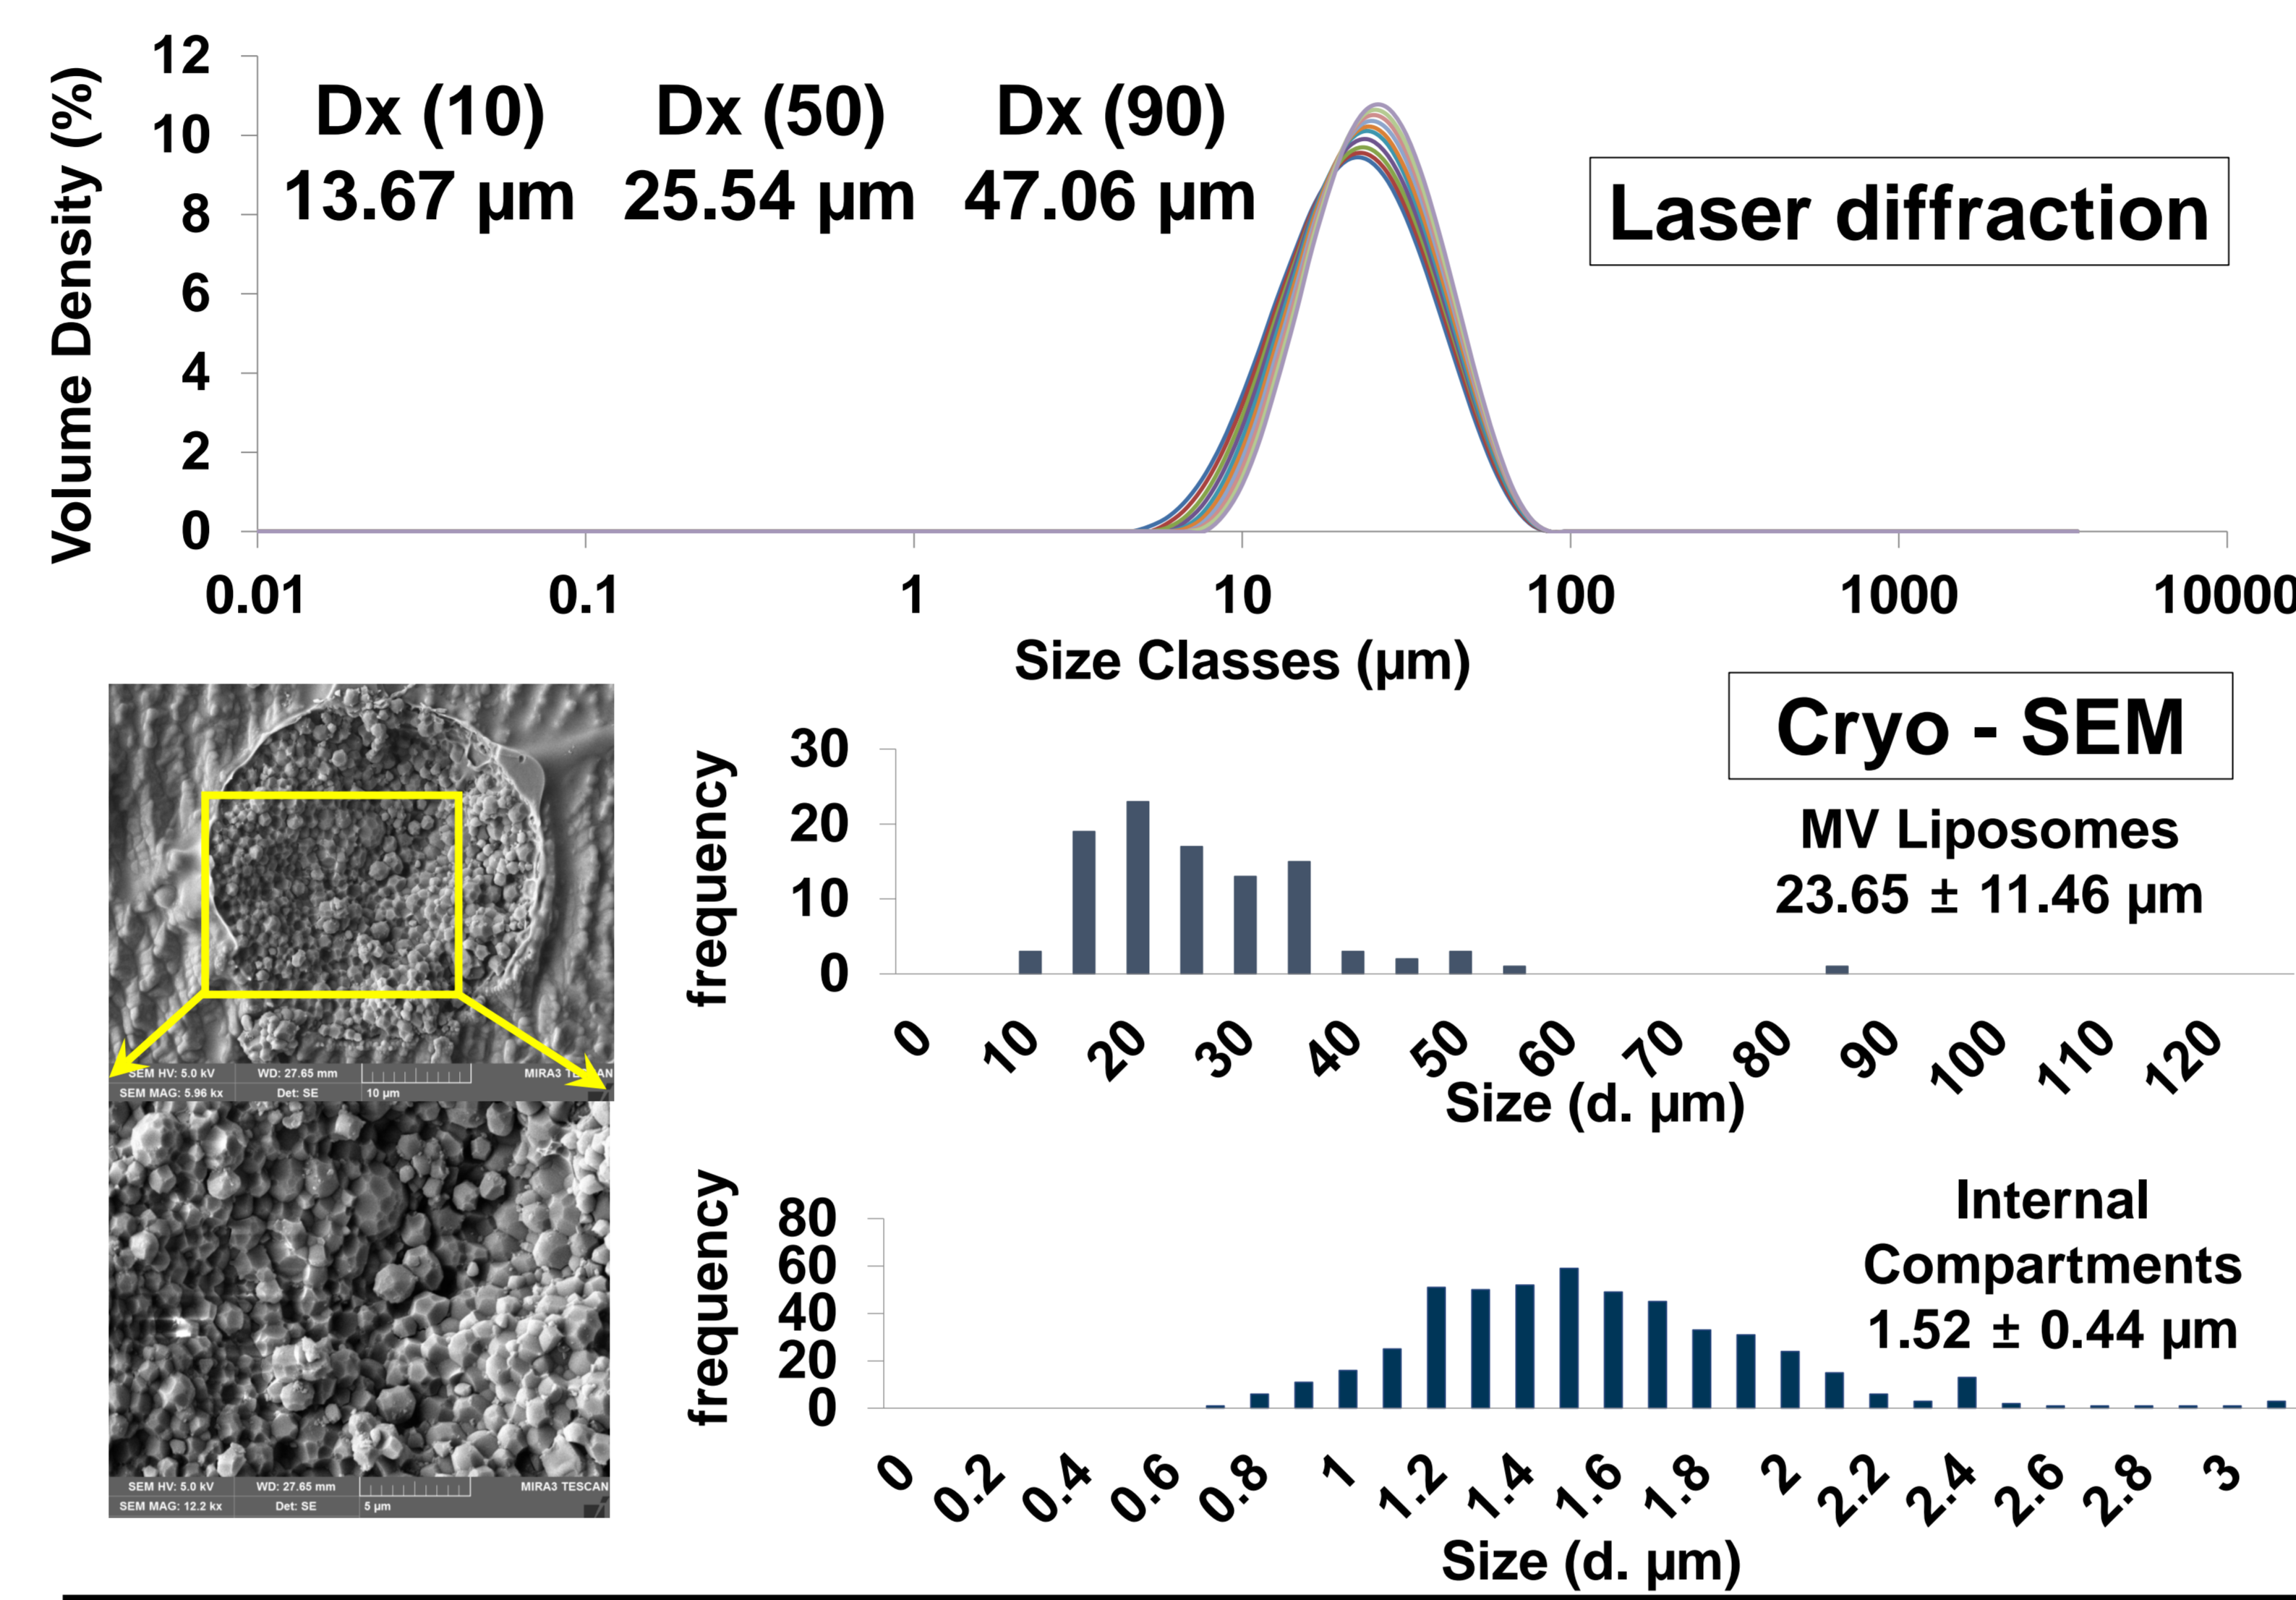 12
10
8
6
4
2
0
Volume Density (%)
Dx (10) Dx (50) Dx (90)
13.67 µm 25.54 µm 47.06 µm
Laser diffraction
0.01 0.1 1 10 100 1000 10000
Size Classes (µm)
SEM HV: 5.0 kV WD: 27.65 mm MIRA3
SEM MAG: 5.96 kx Det: SE 10 µm
SEM HV: 5.0 kV WD: 27.65 mm MIRA3 TESCAN
SEM MAG: 12.2 kx Det: SE 5 µm
Cryo - SEM
MV Liposomes
23.65 ± 11.46 µm
frequency
30
20
10
0
0 10 20 30 40 50 60 70 80 90 100 110 120
Size (d. µm)
Internal
Compartments
1.52 ± 0.44 µm
frequency
80
60
40
20
0
0 0.2 0.4 0.6 0.8 1 1.2 1.4 1.6 1.8 2 2.2 2.4 2.6 2.8 3
Size (d. µm)